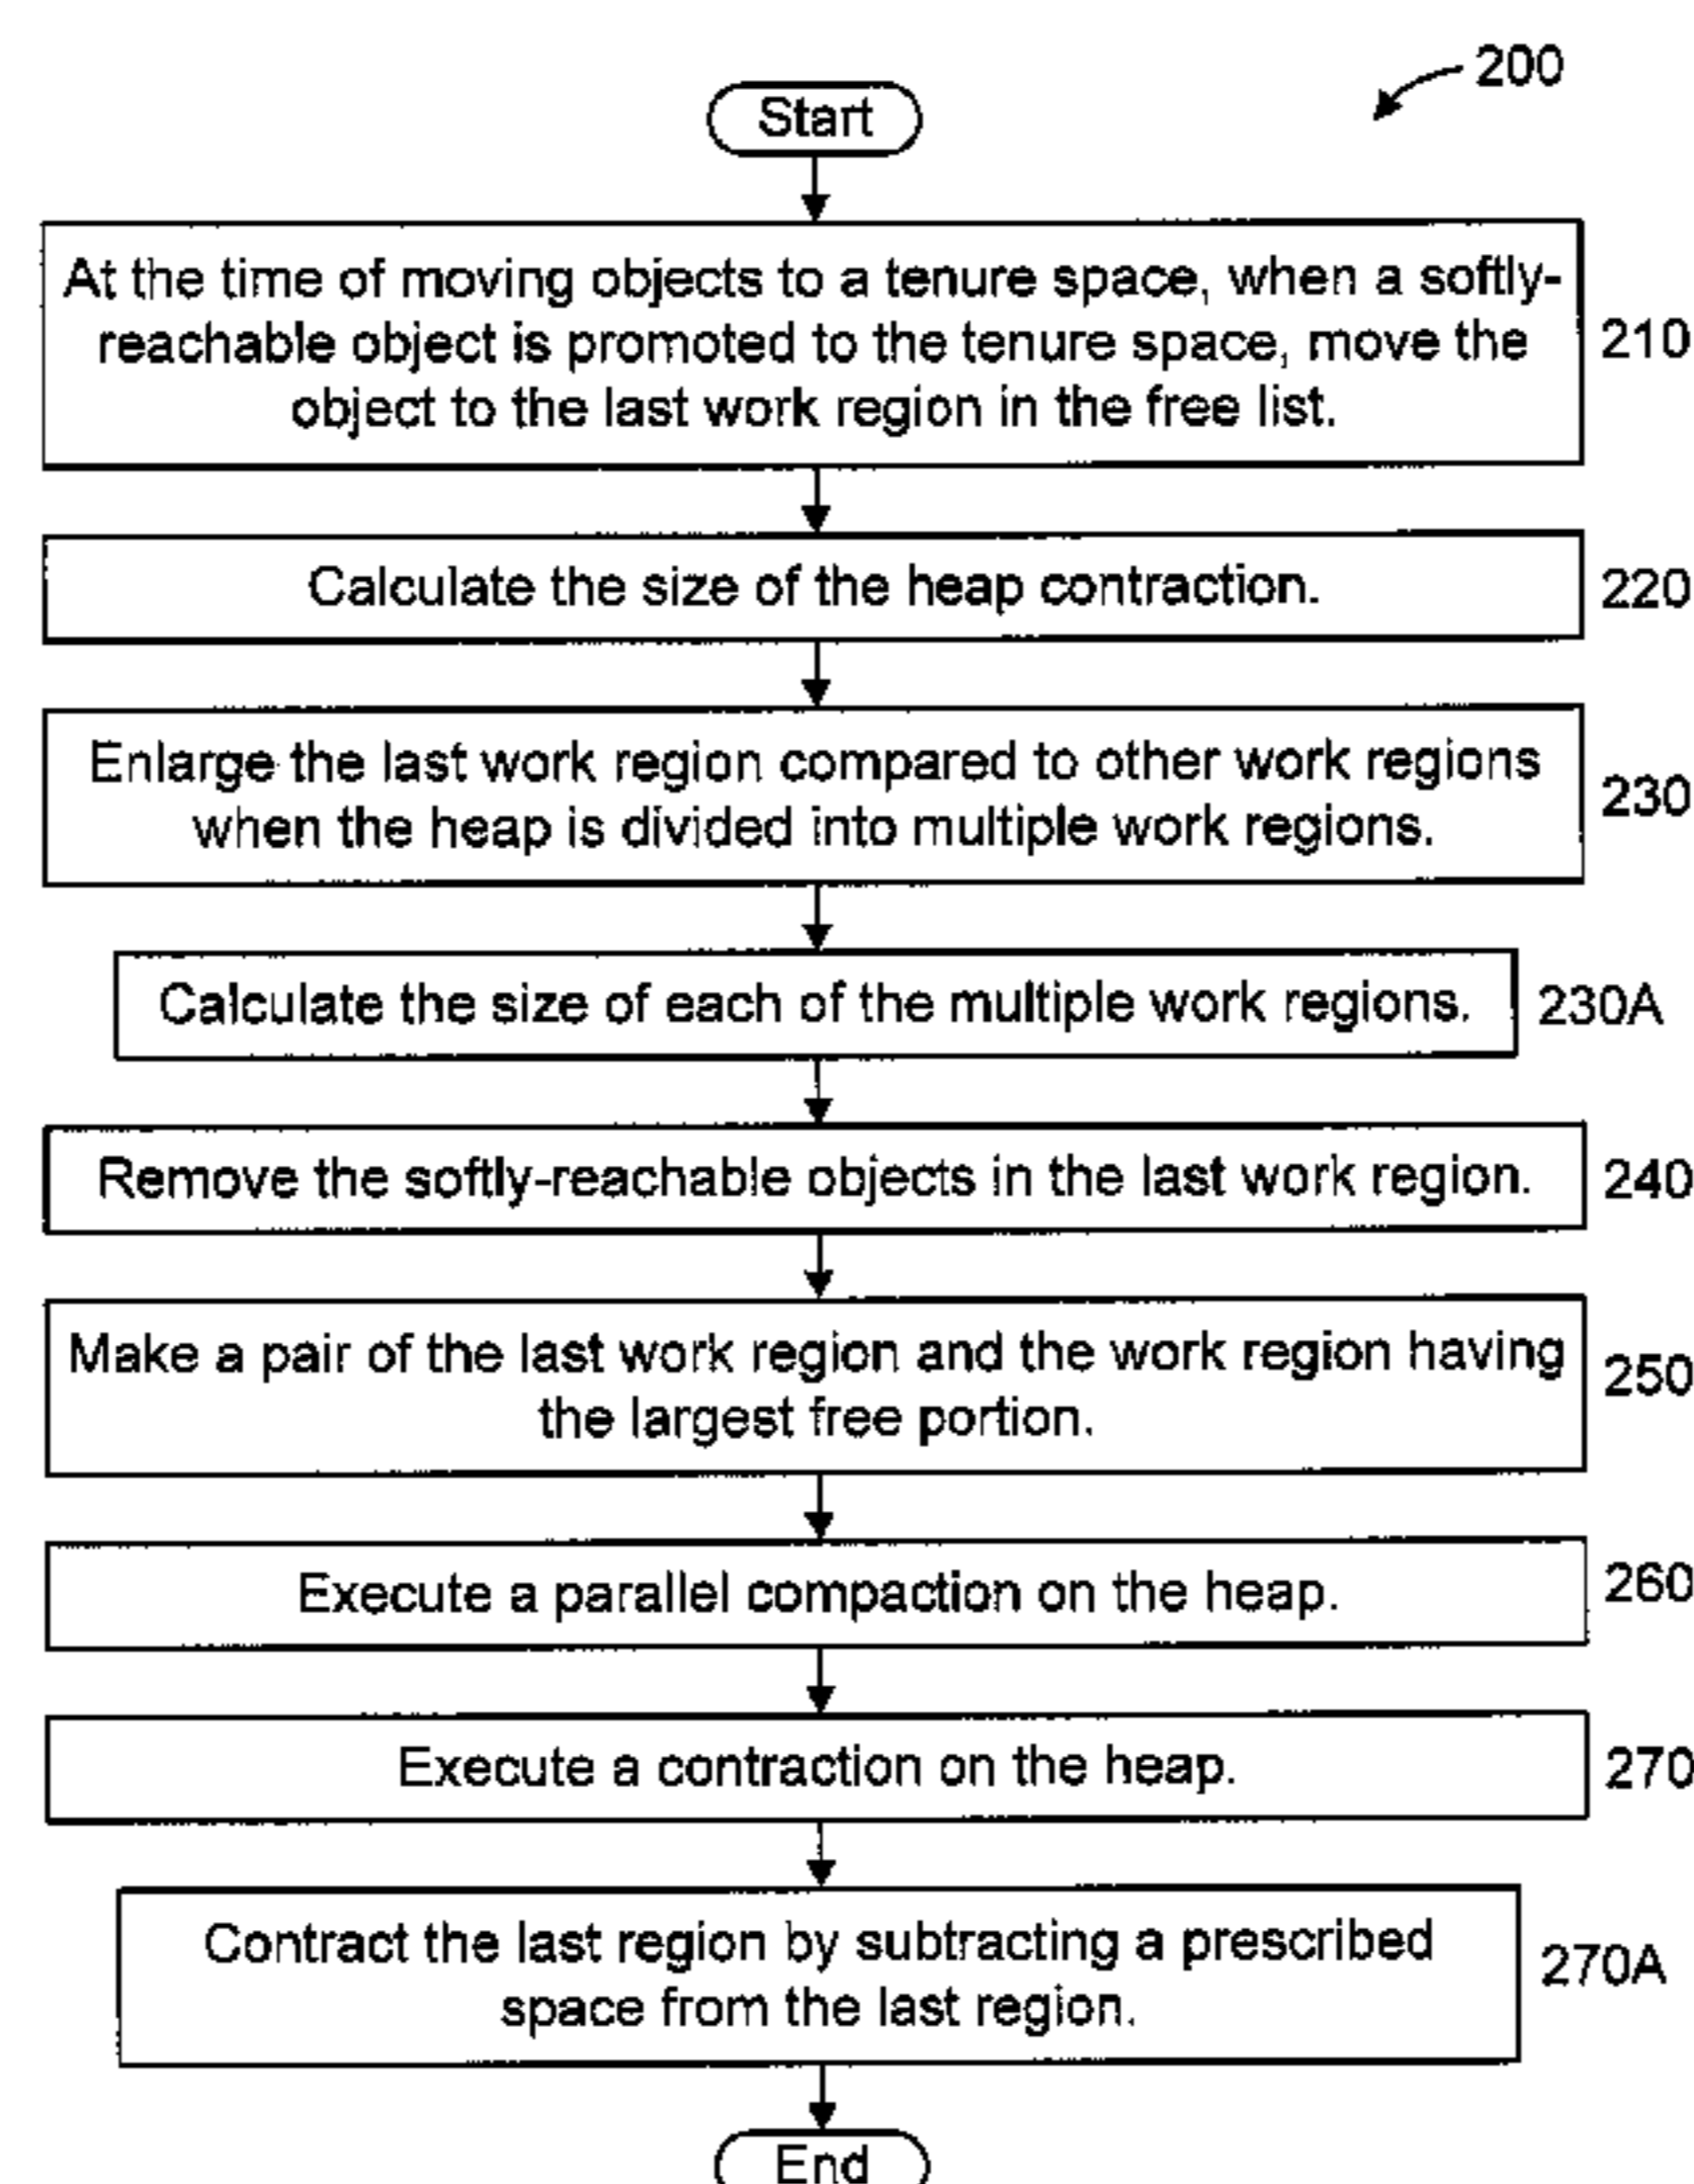 200
Start
At the time of moving objects to a tenure space, when a softly-
reachable object is promoted to the tenure space, move the
object to the last work region in the free list.
210
Calculate the size of the heap contraction.
220
Enlarge the last work region compared to other work regions
when the heap is divided into multiple work regions.
230
Calculate the size of each of the multiple work regions.
230A
Remove the softly-reachable objects in the last work region.
240
Make a pair of the last work region and the work region having
the largest free portion.
250
Execute a parallel compaction on the heap.
260
Execute a contraction on the heap.
270
Contract the last region by subtracting a prescribed
space from the last region.
270A
End